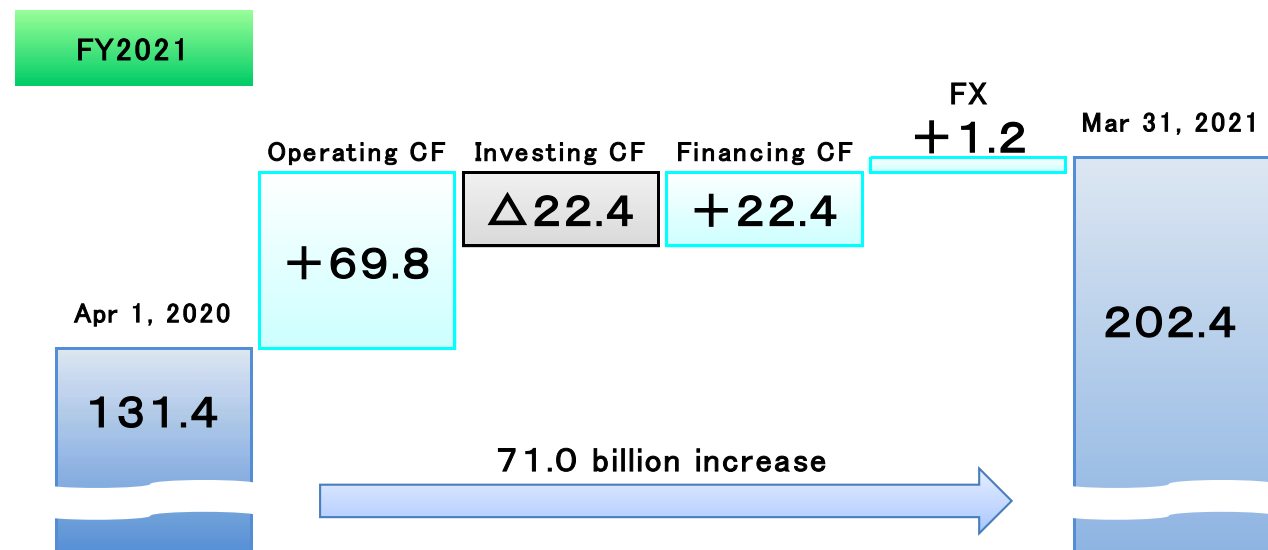 FY2021
FX
+1.2
Mar 31, 2021
Operating CF
Investing CF
Financing CF
△22.4
+22.4
+69.8
Apr 1, 2020
202.4
131.4
71.0 billion increase